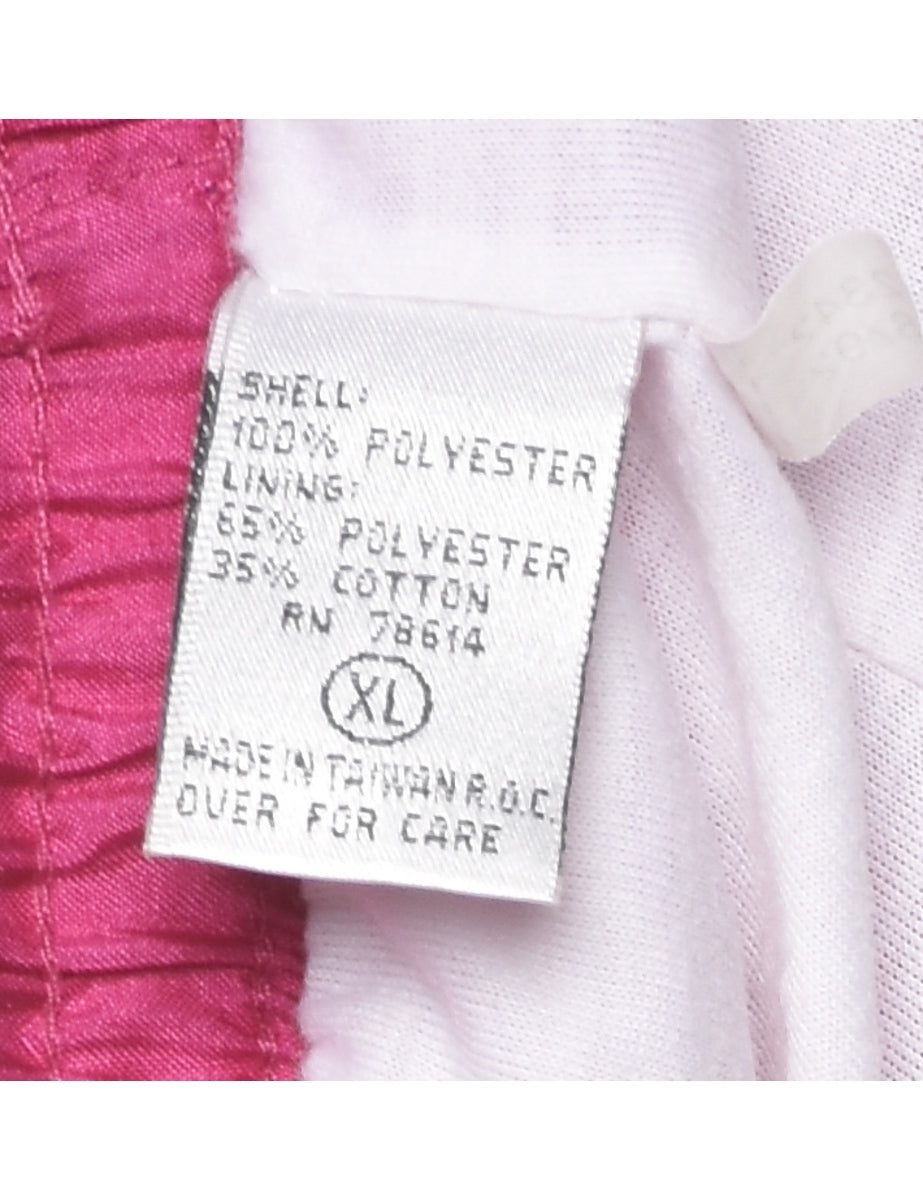 SHELL:
100% POLYESTER
LINING:
65% POLYESTER
35% COTTON
RN 78614
XL
MADE IN TAIWAN R.O.C.
OVER FOR CARE